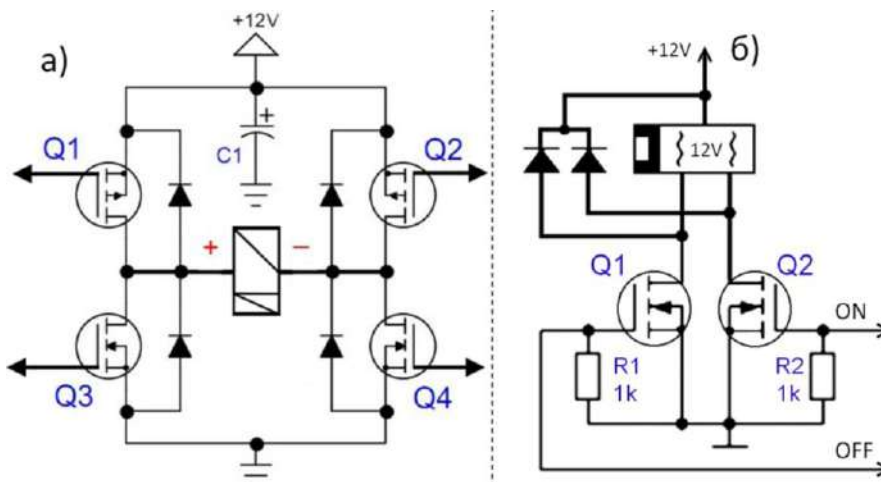 +12V
а)
Q1
+
C1
Q2
+
−
Q3
Q4
+12V
б)
12V
Q1
Q2
ON
R1
1k
R2
1k
OFF